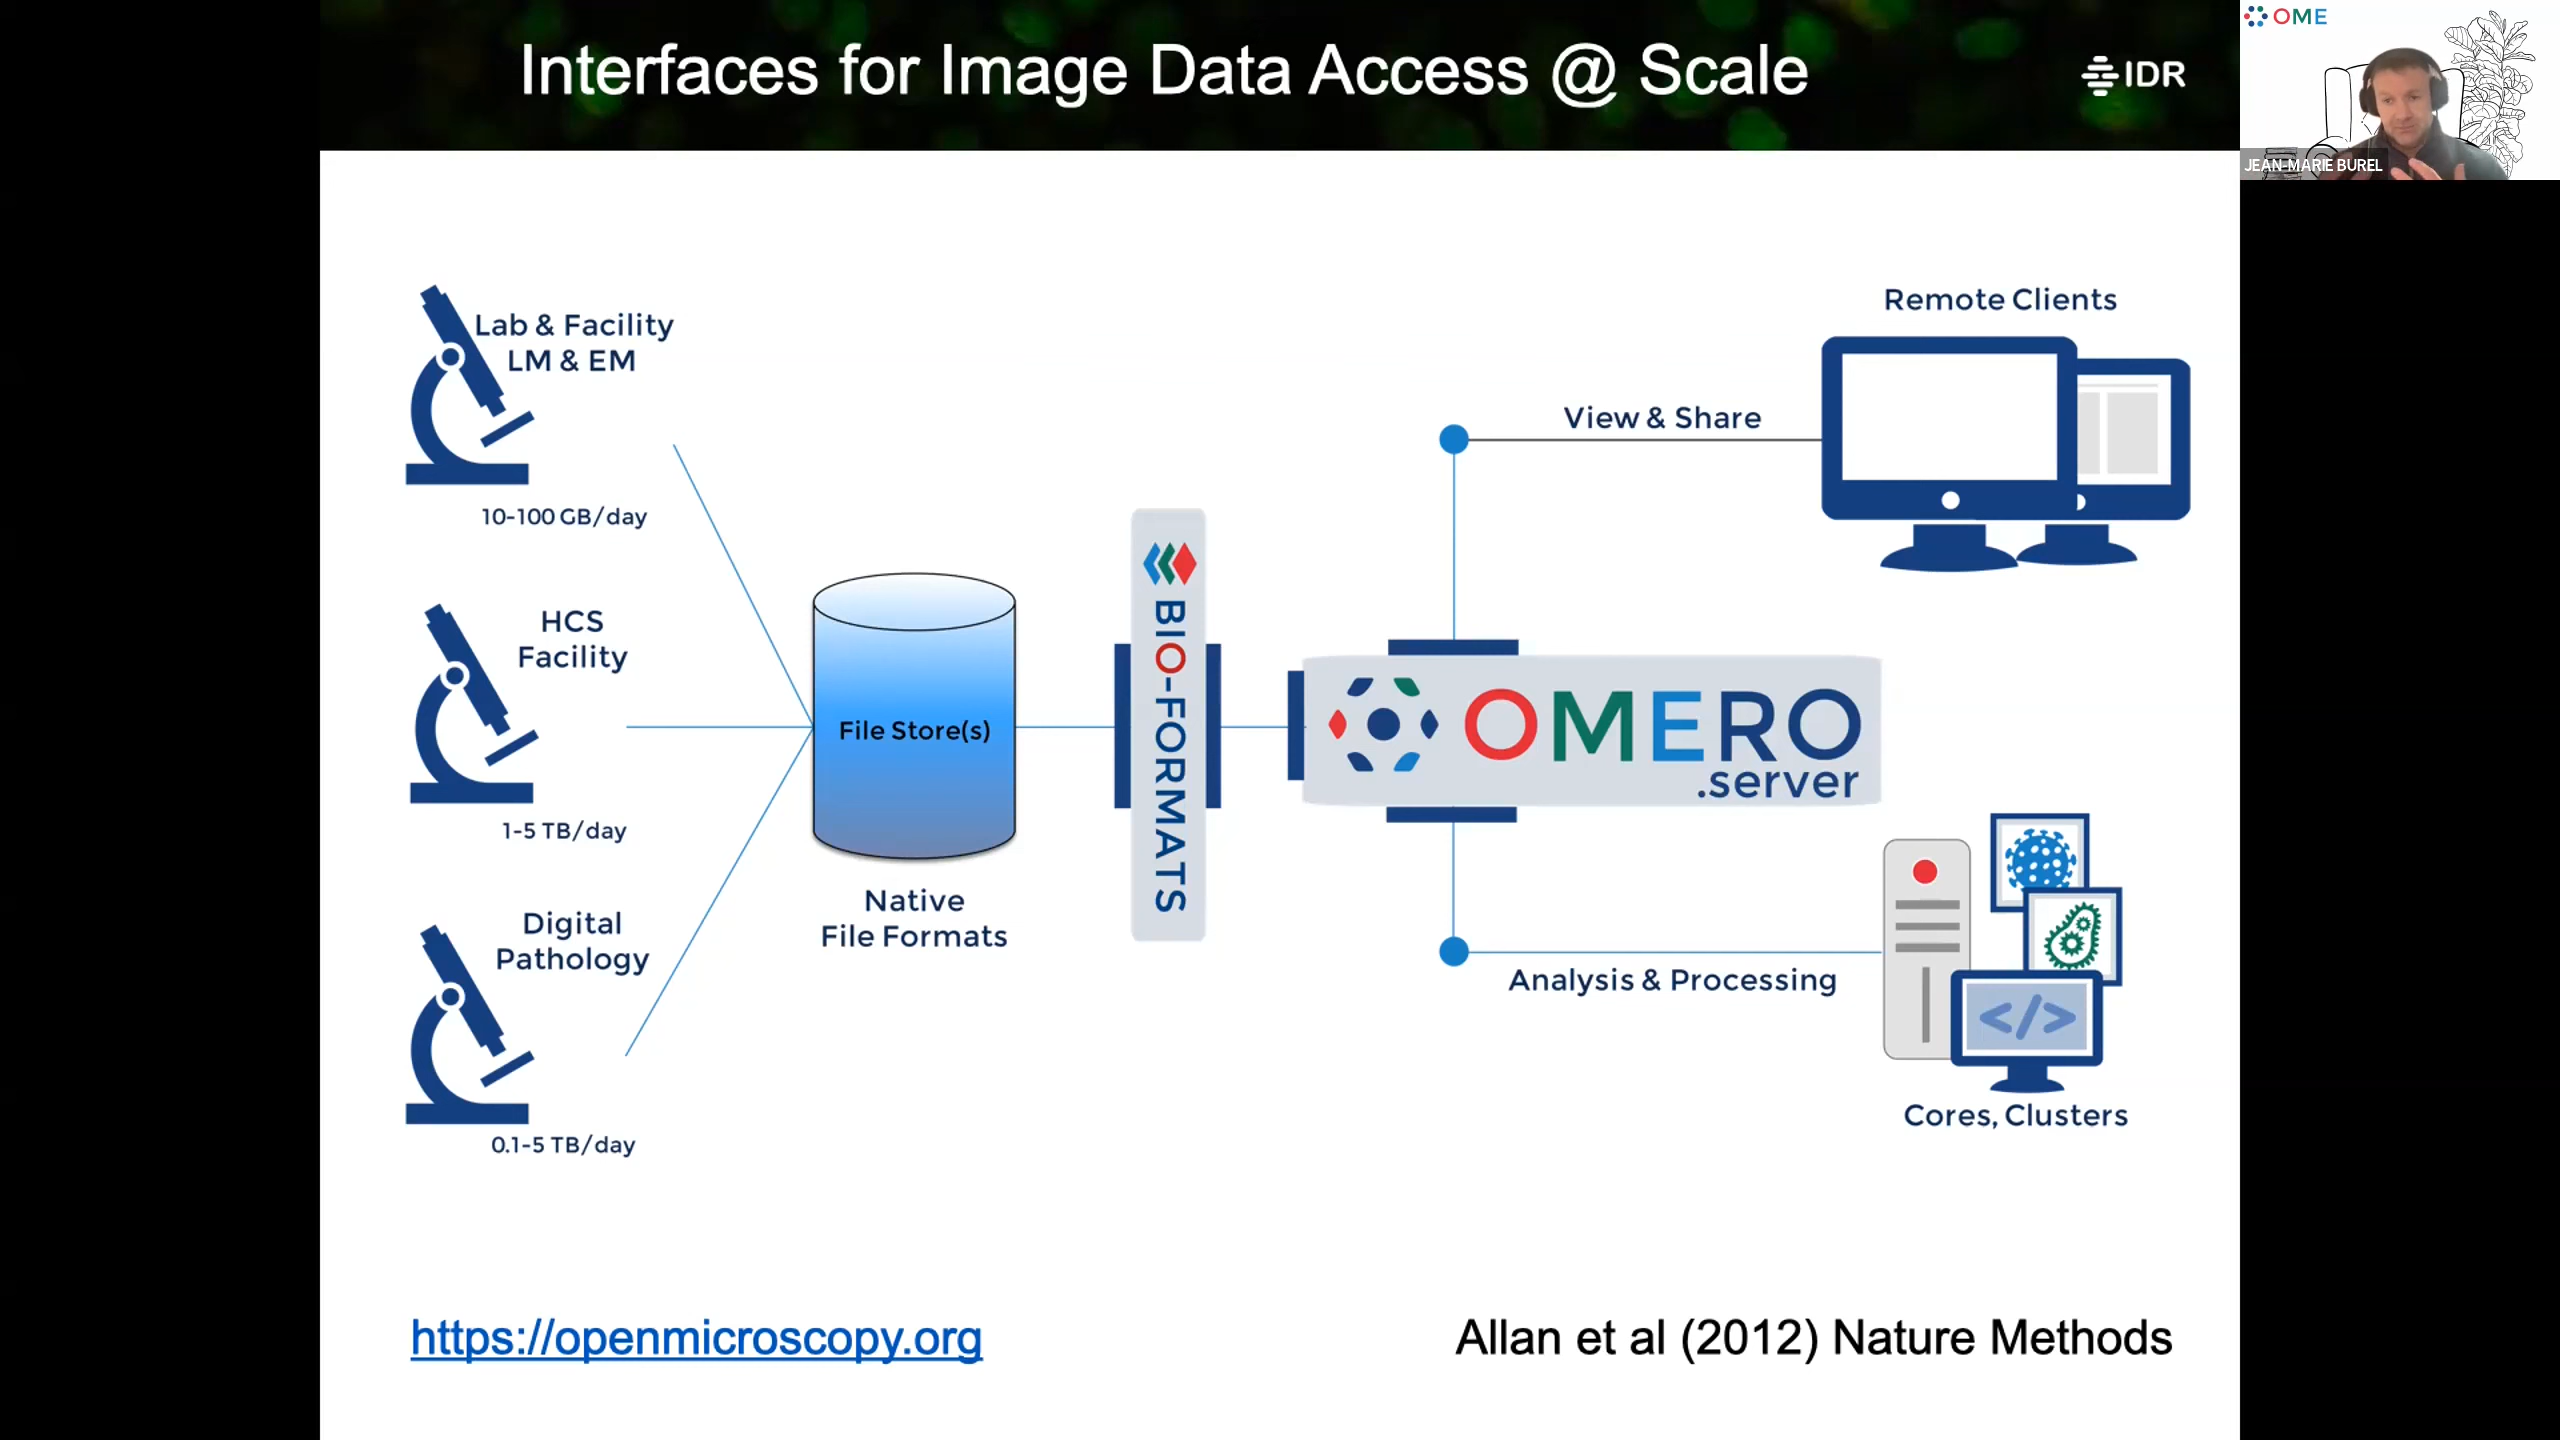 Interfaces for Image Data Access @ Scale
IDR
OME
JEAN-MARIE BUREL
Lab & Facility
LM & EM
10-100 GB/day
HCS
Facility
1-5 TB/day
Digital
Pathology
0.1-5 TB/day
File Store(s)
Native
File Formats
BIO-FORMATS
OMERO
.server
View & Share
Remote Clients
Analysis & Processing
</>
Cores, Clusters
https://openmicroscopy.org
Allan et al (2012) Nature Methods